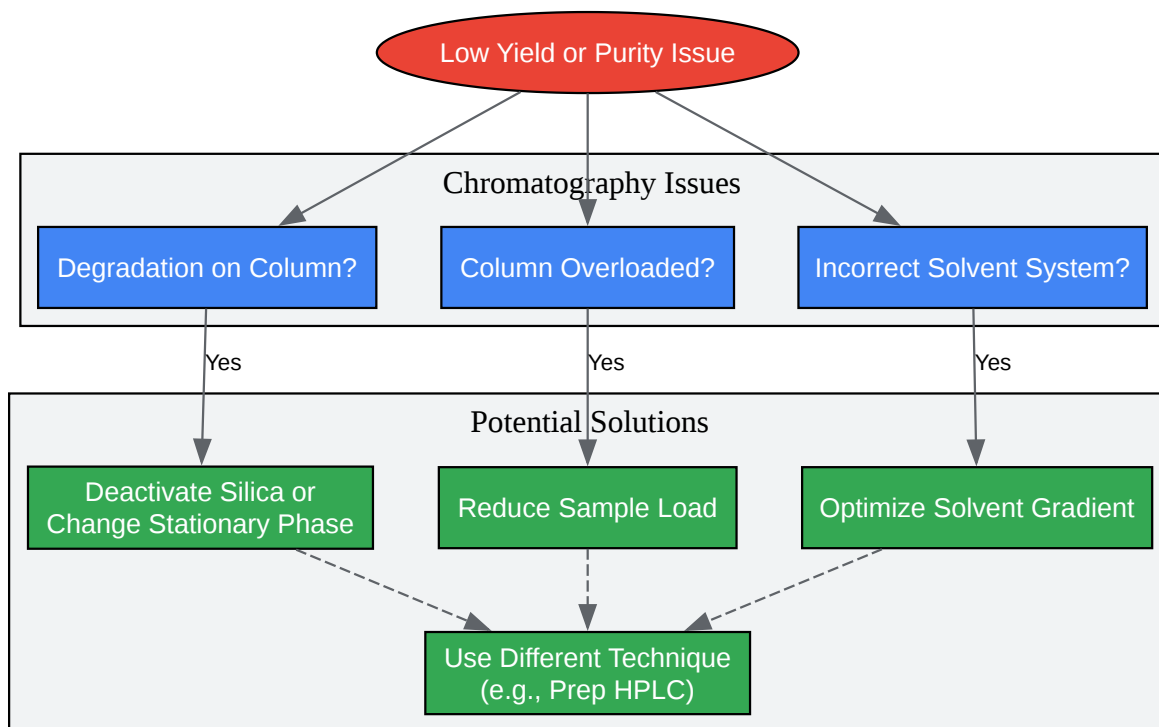 Low Yield or Purity Issue
Chromatography Issues
Degradation on Column?
Column Overloaded?
Incorrect Solvent System?
Yes
Yes
Yes
Potential Solutions
Deactivate Silica or
Change Stationary Phase
Reduce Sample Load
Optimize Solvent Gradient
Use Different Technique
(e.g., Prep HPLC)